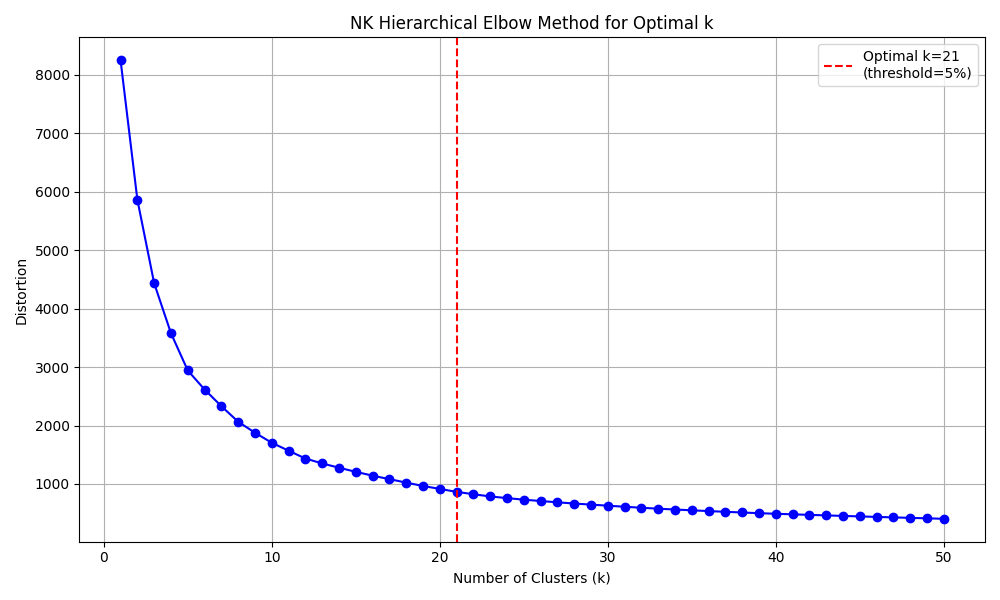 NK Hierarchical Elbow Method for Optimal k
Optimal k=21
(threshold=5%)
8000
7000
6000
5000
4000
3000
2000
1000
Distortion
0
10
20
30
40
50
Number of Clusters (k)